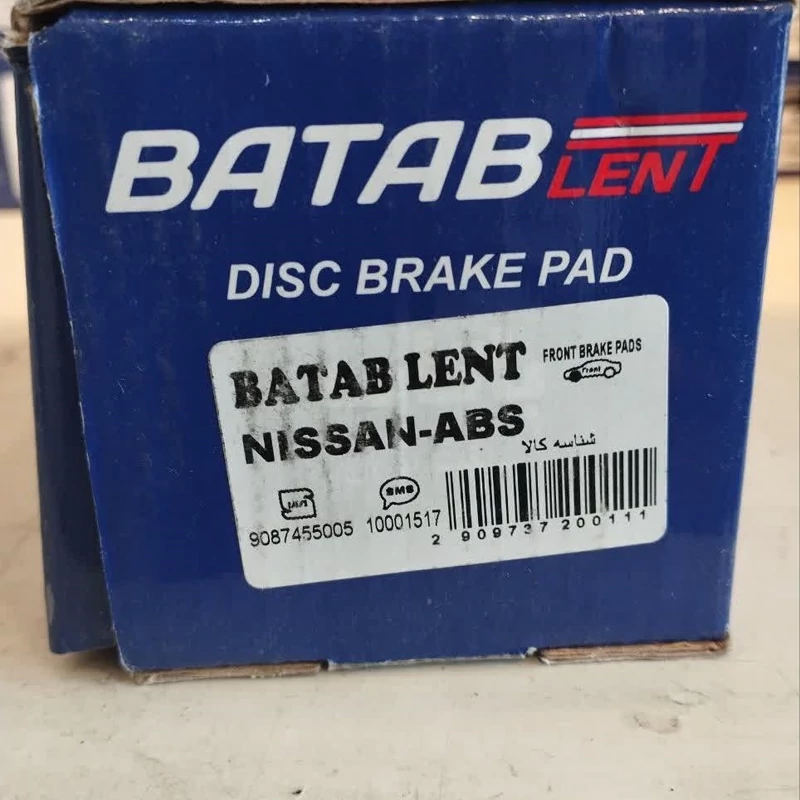 BATAB LENT
DISC BRAKE PAD
BATAB LENT
FRONT BRAKE PADS
Front
NISSAN-ABS
شناسه کالا
SMS
9087455005
10001517
2 909737 200111